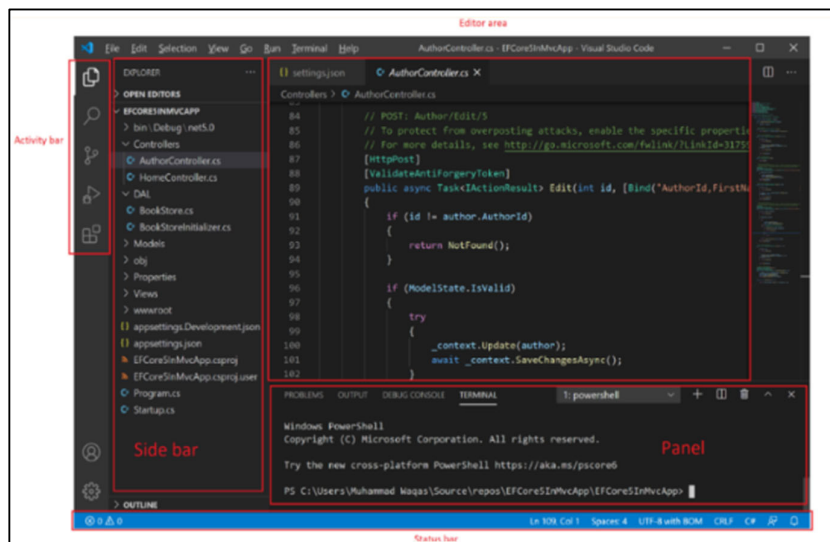 Editor area
File Edit Selection View Go Run Terminal Help
AuthorController.cs - EFCore5InMvcApp - Visual Studio Code
Activity bar
EXPLORER
OPEN EDITORS
EFCORE5INMVCAPP
bin\Debug\net5.0
Controllers
AuthorController.cs
HomeController.cs
DAL
BookStore.cs
BookStoreInitializer.cs
Models
obj
Properties
Views
wwwroot
appsettings.Development.json
appsettings.json
EFCore5InMvcApp.csproj
EFCore5InMvcApp.csproj.user
Program.cs
Startup.cs
Side bar
OUTLINE
settings.json
AuthorController.cs
Controllers > AuthorController.cs
84 // POST: Author/Edit/5
85 // To protect from overposting attacks, enable the specific properti
86 // For more details, see http://go.microsoft.com/fwlink/?LinkId=31759
87 [HttpPost]
88 [ValidateAntiForgeryToken]
89 public async Task<IActionResult> Edit(int id, [Bind("AuthorId,FirstNa
90 {
91 if (id != author.AuthorId)
92 {
93 return NotFound();
94 }
95
96 if (ModelState.IsValid)
97 {
98 try
99 {
100 _context.Update(author);
101 await _context.SaveChangesAsync();
102 }
PROBLEMS OUTPUT DEBUG CONSOLE TERMINAL 1: powershell
Windows PowerShell
Copyright (C) Microsoft Corporation. All rights reserved.
Panel
Try the new cross-platform PowerShell https://aka.ms/pscore6
PS C:\Users\Muhammad Waqas\Source\repos\EFCore5InMvcApp\EFCore5InMvcApp>
0 0 Ln 109, Col 1 Spaces: 4 UTF-8 with BOM CRLF C#
Status bar